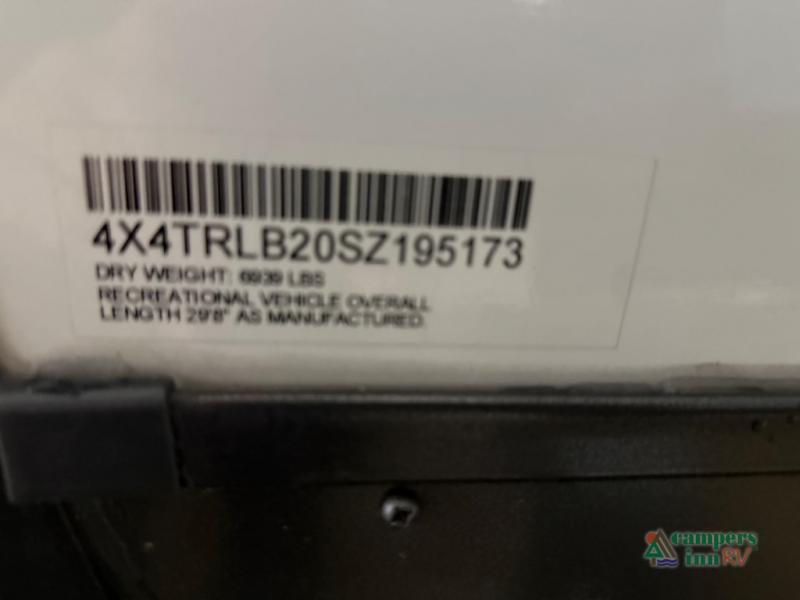 4X4TRLB20SZ195173
DRY WEIGHT: 6939 LBS
RECREATIONAL VEHICLE OVERALL
LENGTH 29'8" AS MANUFACTURED.
campers
inn RV